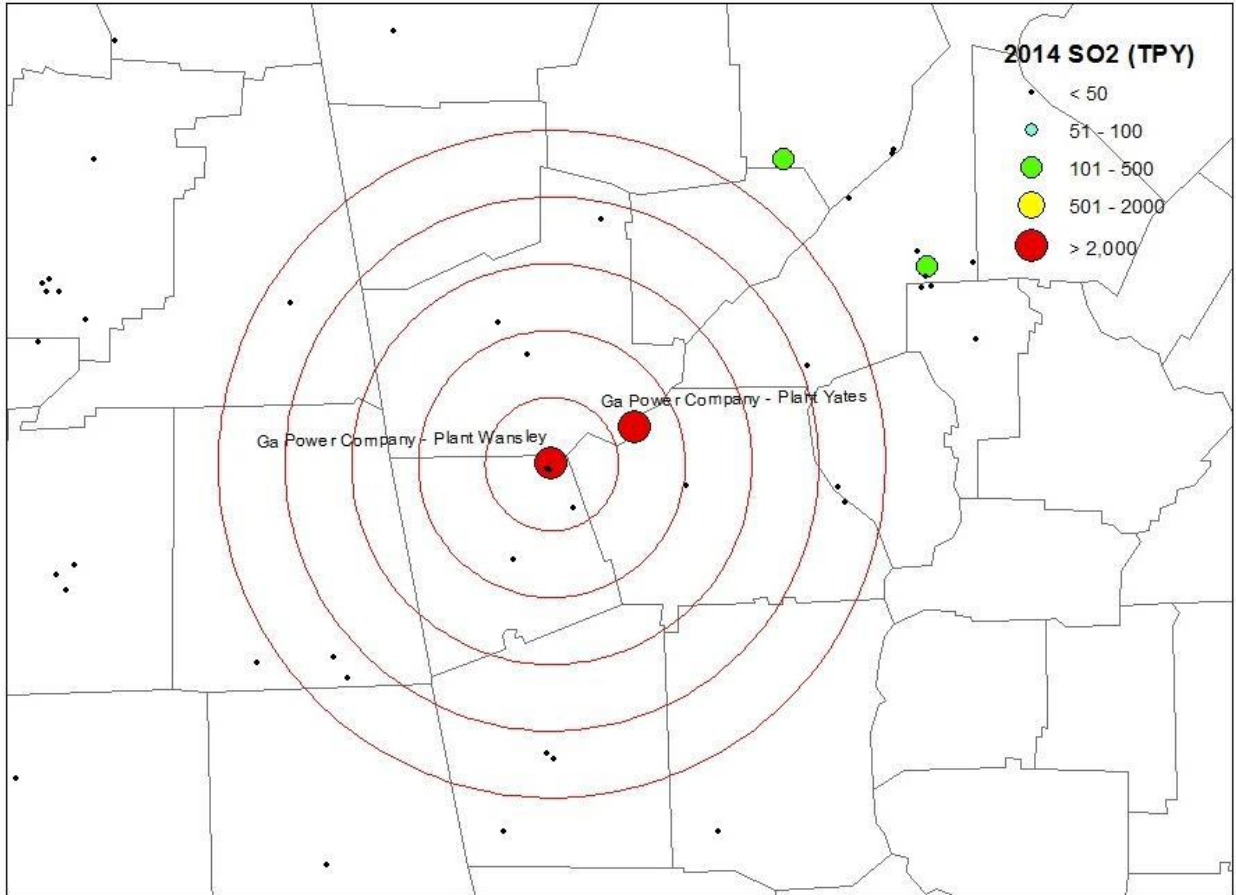 2014 SO2 (TPY)
< 50
51 - 100
101 - 500
501 - 2000
> 2,000
Ga Power Company - Plant Yates
Ga Power Company - Plant Wansley